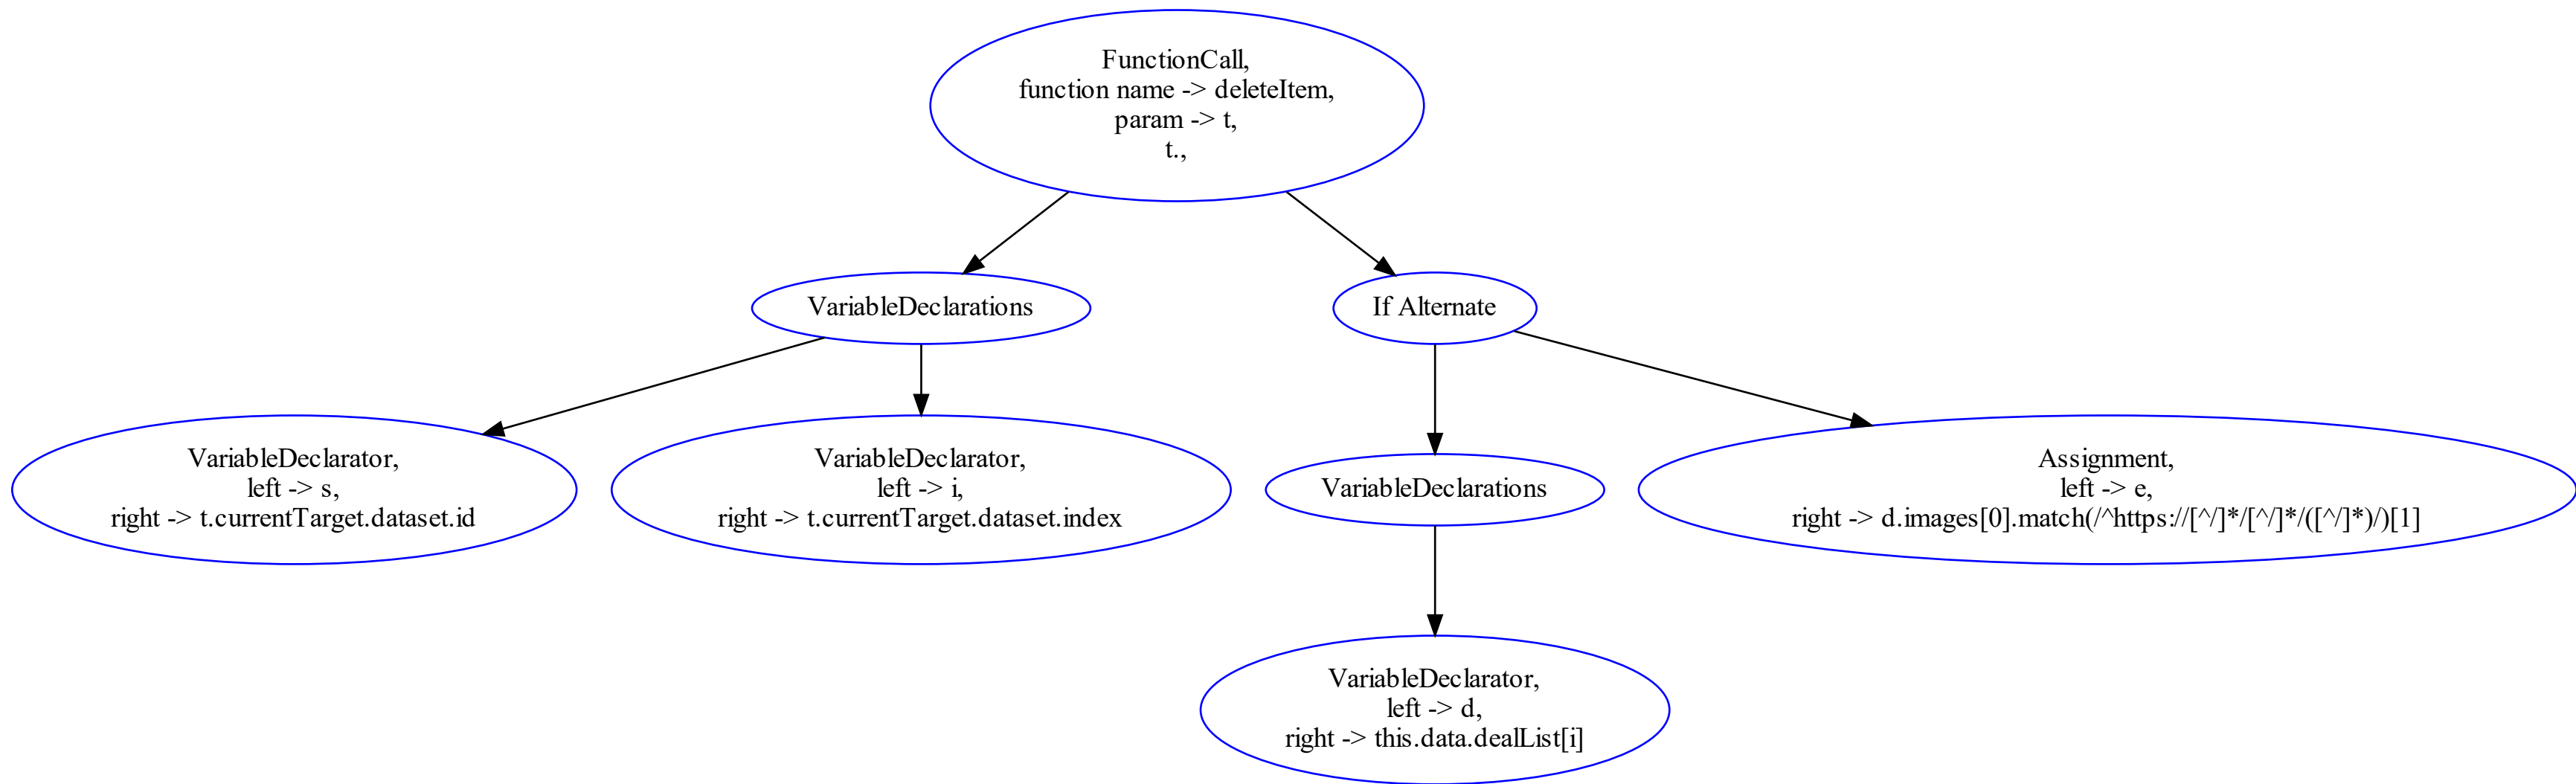 FunctionCall,
function name -> deleteItem,
param -> t,
t.,
VariableDeclarations
If Alternate
VariableDeclarator,
left -> s,
right -> t.currentTarget.dataset.id
VariableDeclarator,
left -> i,
right -> t.currentTarget.dataset.index
VariableDeclarations
Assignment,
left -> e,
right -> d.images[0].match(/^https://[^/]*/[^/]*/([^/]*)/)[1]
VariableDeclarator,
left -> d,
right -> this.data.dealList[i]